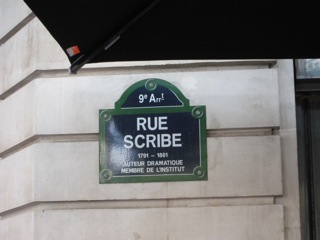 9e Arrt
RUE
SCRIBE
1791 - 1861
AUTEUR DRAMATIQUE
MEMBRE DE L'INSTITUT